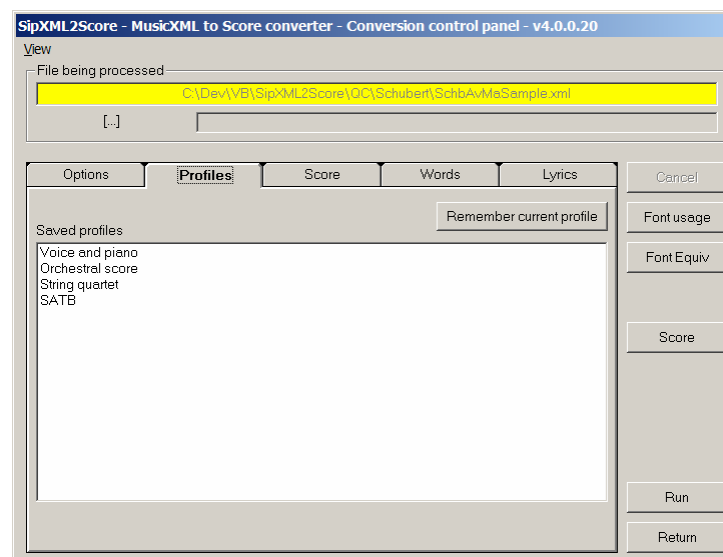 SipXML2Score - MusicXML to Score converter - Conversion control panel - v4.0.0.20
View
File being processed
C:\Dev\VB\SipXML2Score\QC\Schubert\SchbAvMaSample.xml
[...]
Options Profiles Score Words Lyrics
Cancel
Remember current profile
Font usage
Saved profiles
Voice and piano
Orchestral score
String quartet
SATB
Font Equiv
Score
Run
Return